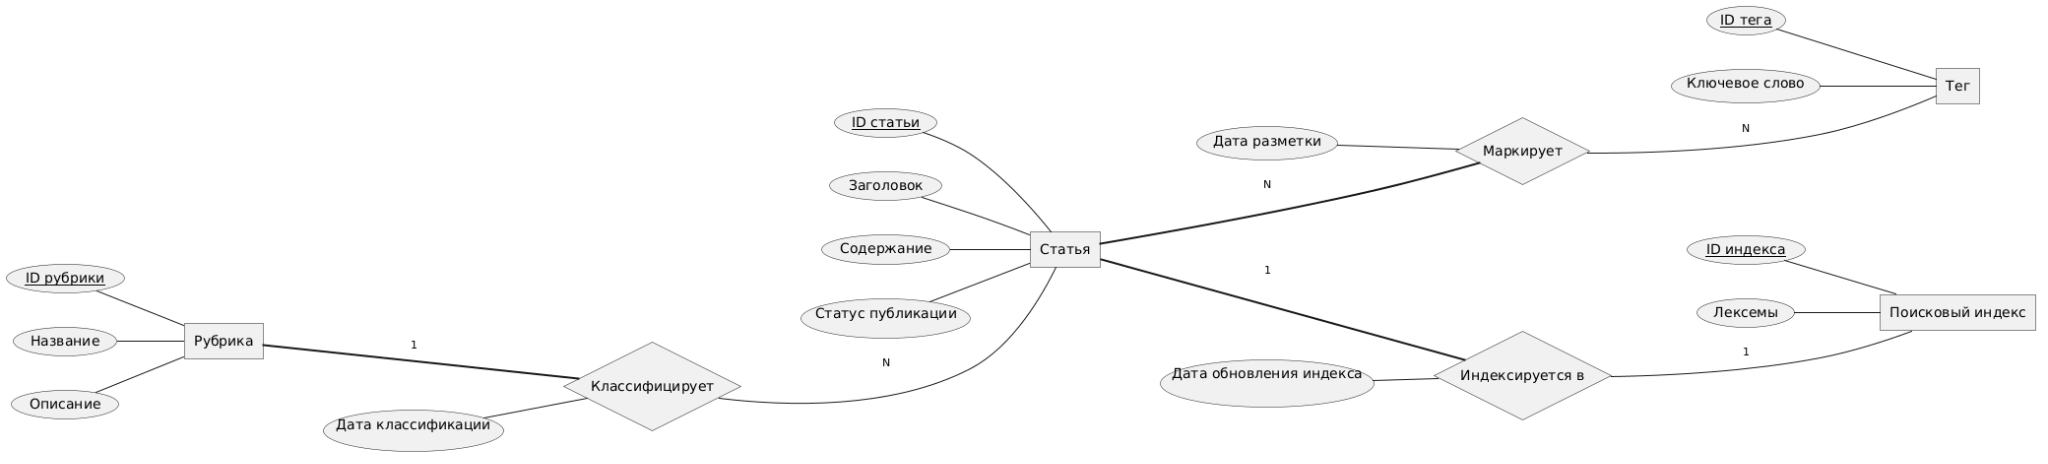 ID рубрики
Название
Описание
Рубрика
1
Дата классификации
Классифицирует
N
ID статьи
Заголовок
Содержание
Статус публикации
Статья
N
1
Дата разметки
Маркирует
Дата обновления индекса
Индексируется в
N
1
ID тега
Ключевое слово
Тег
ID индекса
Лексемы
Поисковый индекс